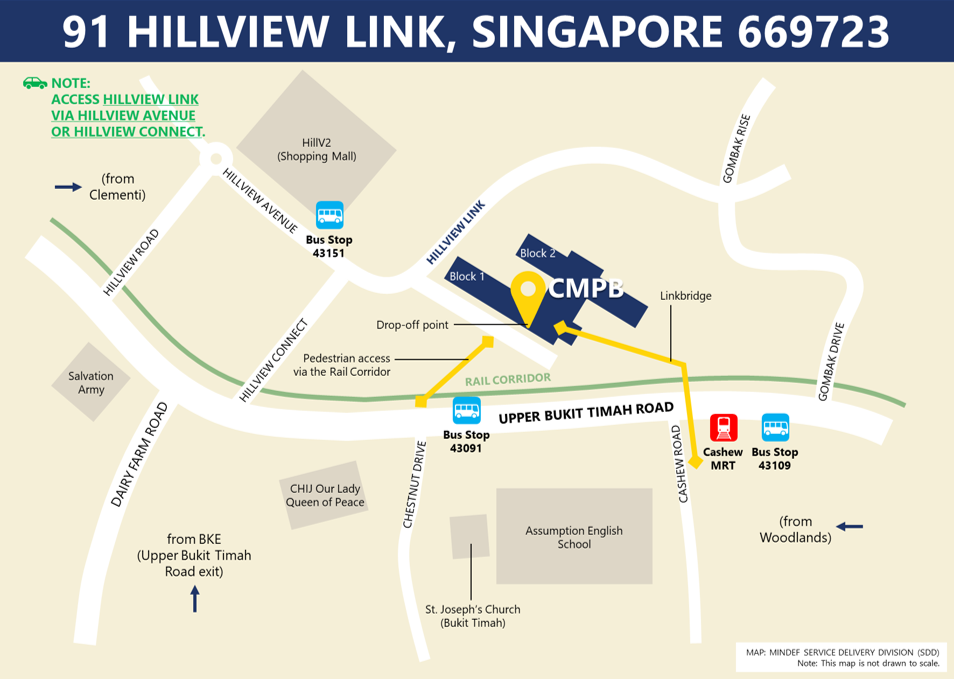 91 HILLVIEW LINK, SINGAPORE 669723
NOTE:
ACCESS HILLVIEW LINK
VIA HILLVIEW AVENUE
OR HILLVIEW CONNECT.
HillV2
(Shopping Mall)
GOMBAK RISE
(from
Clementi)
HILLVIEW AVENUE
Bus Stop
43151
HILLVIEW LINK
HILLVIEW ROAD
Block 2
Block 1
CMPB
Linkbridge
Drop-off point
Pedestrian access
via the Rail Corridor
HILLVIEW CONNECT
GOMBAK DRIVE
Salvation
Army
RAIL CORRIDOR
UPPER BUKIT TIMAH ROAD
Bus Stop
43091
Cashew
MRT
Bus Stop
43109
DAIRY FARM ROAD
CHESTNUT DRIVE
CASHEW ROAD
CHIJ Our Lady
Queen of Peace
Assumption English
School
(from
Woodlands)
from BKE
(Upper Bukit Timah
Road exit)
St. Joseph's Church
(Bukit Timah)
MAP: MINDEF SERVICE DELIVERY DIVISION (SDD)
Note: This map is not drawn to scale.